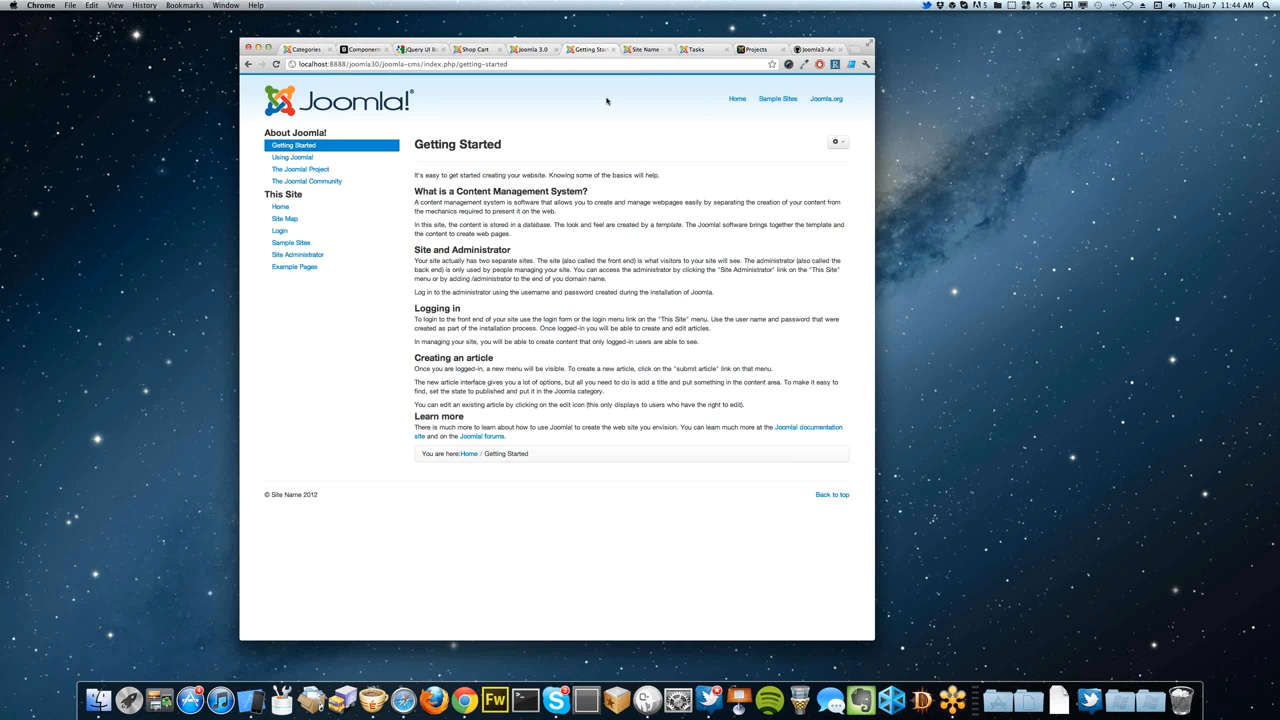 Chrome File Edit View History Bookmarks Window Help
Thu Jun 7 11:44 AM
Categories
Component
jQuery UI Bo
Shop Cart
Joomla 3.0
Getting Star
Site Name -
Tasks
Projects
Joomla3-Ad
localhost:8888/joomla30/joomla-cms/index.php/getting-started
Joomla!®
Home Sample Sites Joomla.org
About Joomla!
Getting Started
Using Joomla!
The Joomla! Project
The Joomla! Community
This Site
Home
Site Map
Login
Sample Sites
Site Administrator
Example Pages
Getting Started
It's easy to get started creating your website. Knowing some of the basics will help.
What is a Content Management System?
A content management system is software that allows you to create and manage webpages easily by separating the creation of your content from
the mechanics required to present it on the web.
In this site, the content is stored in a database. The look and feel are created by a template. The Joomla! software brings together the template and
the content to create web pages.
Site and Administrator
Your site actually has two separate sites. The site (also called the front end) is what visitors to your site will see. The administrator (also called the
back end) is only used by people managing your site. You can access the administrator by clicking the "Site Administrator" link on the "This Site"
menu or by adding /administrator to the end of you domain name.
Log in to the administrator using the username and password created during the installation of Joomla.
Logging in
To login to the front end of your site use the login form or the login menu link on the "This Site" menu. Use the user name and password that were
created as part of the installation process. Once logged-in you will be able to create and edit articles.
In managing your site, you will be able to create content that only logged-in users are able to see.
Creating an article
Once you are logged-in, a new menu will be visible. To create a new article, click on the "submit article" link on that menu.
The new article interface gives you a lot of options, but all you need to do is add a title and put something in the content area. To make it easy to
find, set the state to published and put it in the Joomla category.
You can edit an existing article by clicking on the edit icon (this only displays to users who have the right to edit).
Learn more
There is much more to learn about how to use Joomla! to create the web site you envision. You can learn much more at the Joomla! documentation
site and on the Joomla! forums.
You are here:Home / Getting Started
© Site Name 2012
Back to top
Fw